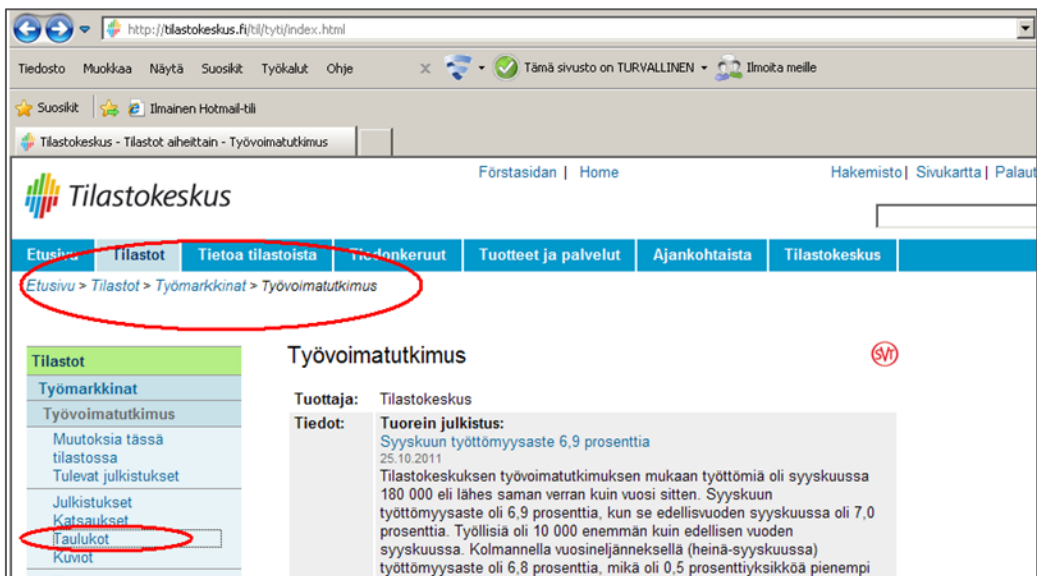 http://tilastokeskus.fi/til/tyti/index.html
Tiedosto Muokkaa Näytä Suosikit Työkalut Ohje x Tämä sivusto on TURVALLINEN Ilmoita meille
Suosikit Ilmainen Hotmail-tili
Tilastokeskus - Tilastot aiheittain - Työvoimatutkimus
Förstasidan | Home Hakemisto | Sivukartta | Palaut
Tilastokeskus
Etusivu Tilastot Tietoa tilastoista Tiedonkeruut Tuotteet ja palvelut Ajankohtaista Tilastokeskus
Etusivu > Tilastot > Työmarkkinat > Työvoimatutkimus
Tilastot
Työmarkkinat
Työvoimatutkimus
Muutoksia tässä
tilastossa
Tulevat julkistukset
Julkistukset
Katsaukset
Taulukot
Kuviot
Työvoimatutkimus SVT
Tuottaja: Tilastokeskus
Tiedot: Tuorein julkistus:
Syyskuun työttömyysaste 6,9 prosenttia
25.10.2011
Tilastokeskuksen työvoimatutkimuksen mukaan työttömiä oli syyskuussa
180 000 eli lähes saman verran kuin vuosi sitten. Syyskuun
työttömyysaste oli 6,9 prosenttia, kun se edellisvuoden syyskuussa oli 7,0
prosenttia. Työllisiä oli 10 000 enemmän kuin edellisen vuoden
syyskuussa. Kolmannella vuosineljänneksellä (heinä-syyskuussa)
työttömyysaste oli 6,8 prosenttia, mikä oli 0,5 prosenttiyksikköä pienempi